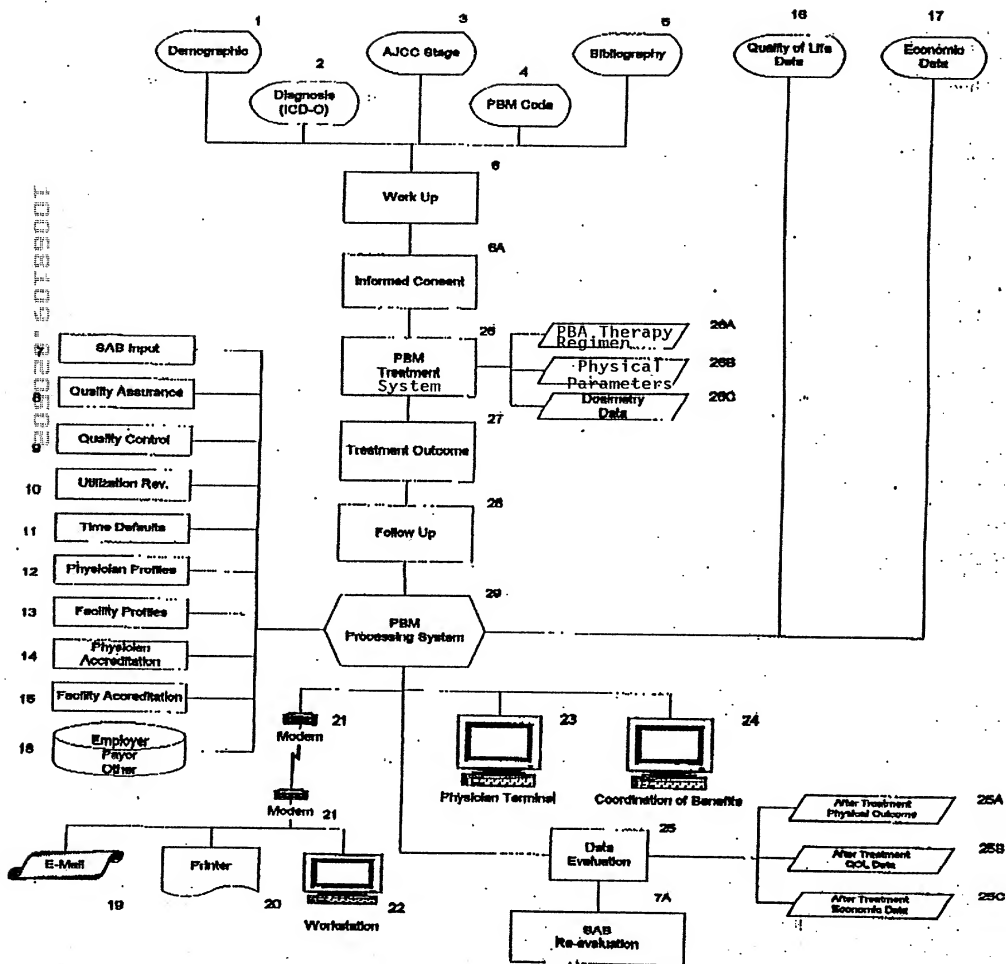 1
3
5
16
17
Demographic
AJCC Stage
Bibliography
Quality of Life
Data
Economic
Data
2
4
Diagnosis
(ICD-O)
PBM Code
6
Work Up
6A
Informed Consent
26
PBM
Treatment
System
PBA Therapy
Regimen
26A
Physical
Parameters
26B
Dosimetry
Data
26C
7
SAB Input
8
Quality Assurance
9
Quality Control
10
Utilization Rev.
11
Time Defaults
12
Physician Profiles
13
Facility Profiles
14
Physician
Accreditation
15
Facility Accreditation
18
Employer
Payor
Other
27
Treatment Outcome
28
Follow Up
29
PBM
Processing System
21
Modem
Modem
21
23
Physician Terminal
24
Coordination of Benefits
E-Mail
19
Printer
20
Workstation
22
25
Data
Evaluation
After Treatment
Physical Outcome
25A
After Treatment
QOL Data
25B
After Treatment
Economic Data
25C
7A
SAB
Re-evaluation